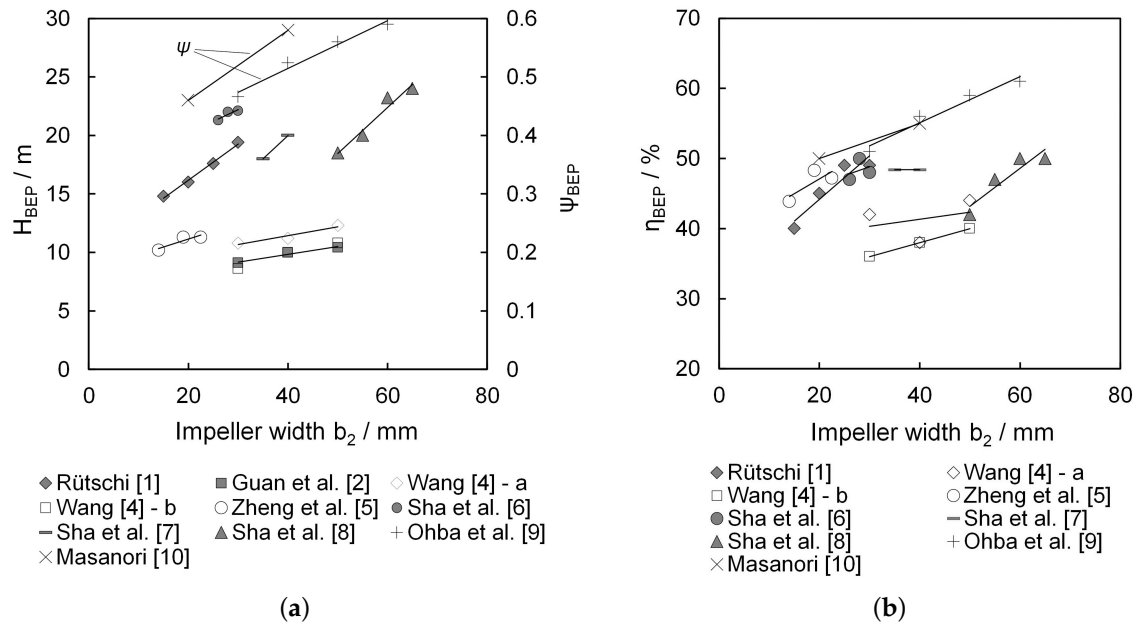 (a)
30
25
20
15
10
5
0
H_BEP / m
0.6
0.5
0.4
0.3
0.2
0.1
0
Ψ_BEP
ψ
0 20 40 60 80
Impeller width b₂ / mm
Rütschi [1] Guan et al. [2] Wang [4] - a
Wang [4] - b Zheng et al. [5] Sha et al. [6]
Sha et al. [7] Sha et al. [8] Ohba et al. [9]
Masanori [10]
(a)
(b)
70
60
50
40
30
20
η_BEP / %
0 20 40 60 80
Impeller width b₂ / mm
Rütschi [1] Wang [4] - a
Wang [4] - b Zheng et al. [5]
Sha et al. [6] Sha et al. [7]
Sha et al. [8] Ohba et al. [9]
Masanori [10]
(b)